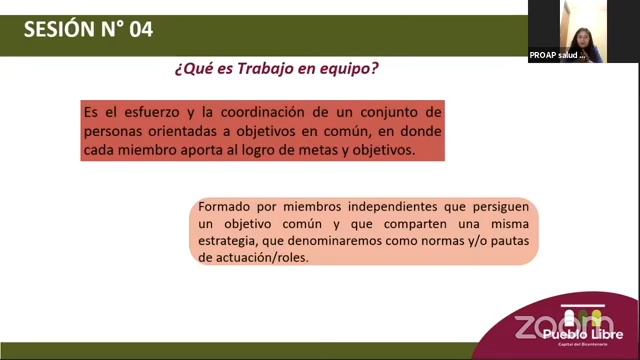 SESIÓN N° 04
PROAP salud ...
¿Qué es Trabajo en equipo?
Es el esfuerzo y la coordinación de un conjunto de
personas orientadas a objetivos en común, en donde
cada miembro aporta al logro de metas y objetivos.
Formado por miembros independientes que persiguen
un objetivo común y que comparten una misma
estrategia, que denominaremos como normas y/o pautas
de actuación/roles.
zoom
Pueblo Libre
Capital del Bicentenario